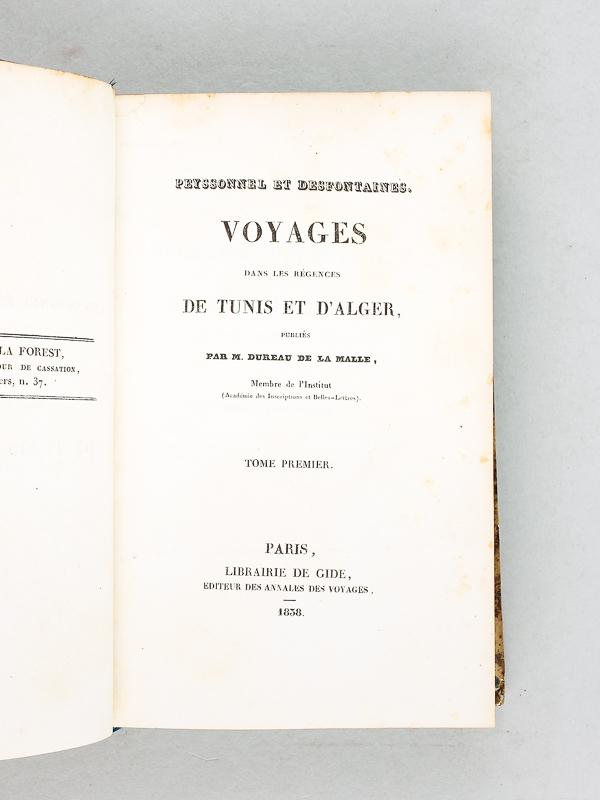 LA FOREST,
OUR DE CASSATION,
ers, n. 37.
PEYSSONNEL ET DESFONTAINES.
VOYAGES
DANS LES RÉGENCES
DE TUNIS ET D'ALGER,
PUBLIÉS
PAR M. DUREAU DE LA MALLE,
Membre de l'Institut
(Académie des Inscriptions et Belles-Lettres).
TOME PREMIER.
PARIS,
LIBRAIRIE DE GIDE,
EDITEUR DES ANNALES DES VOYAGES.
1838.